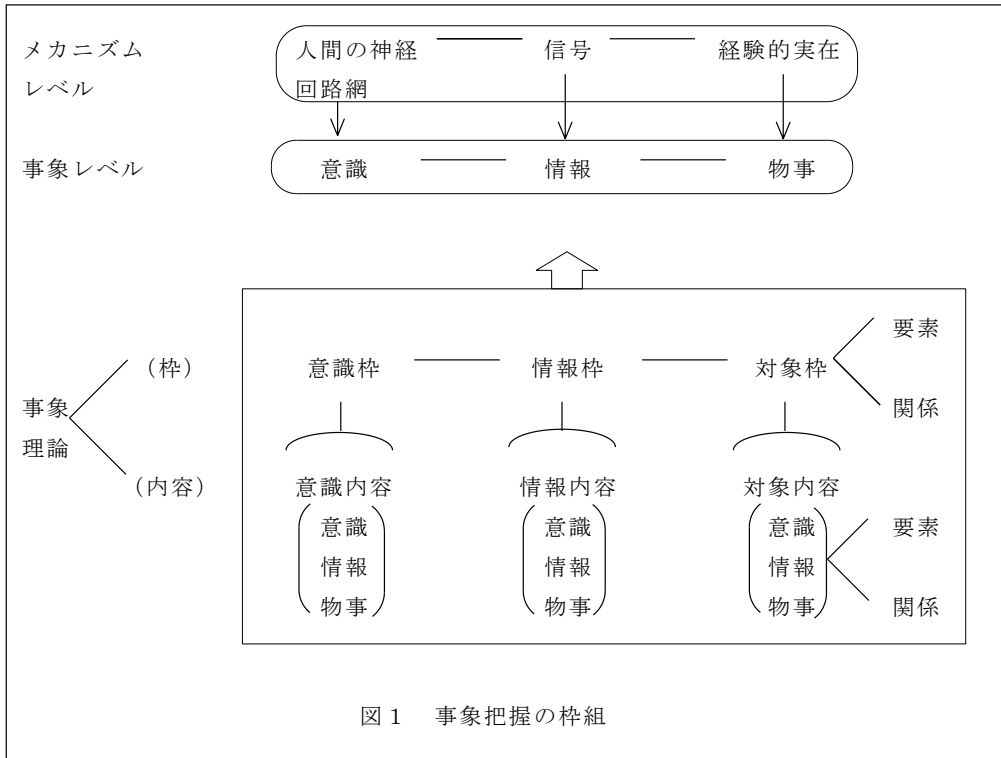 メカニズム
レベル
人間の神経
回路網
信号
経験的実在
事象レベル
意識
情報
物事
事象
理論
（枠）
意識枠
情報枠
対象枠
要素
関係
（内容）
意識内容
情報内容
対象内容
意識
情報
物事
意識
情報
物事
意識
情報
物事
要素
関係
図1 事象把握の枠組